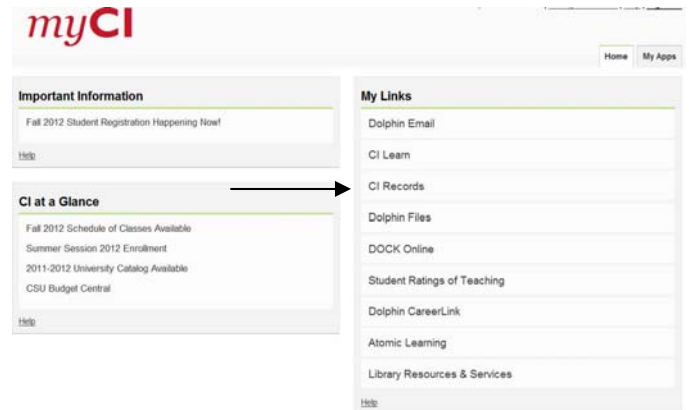 myCI
Home My Apps
Important Information
Fall 2012 Student Registration Happening Now!
Help
CI at a Glance
Fall 2012 Schedule of Classes Available
Summer Session 2012 Enrollment
2011-2012 University Catalog Available
CSU Budget Central
Help
My Links
Dolphin Email
CI Learn
CI Records
Dolphin Files
DOCK Online
Student Ratings of Teaching
Dolphin CareerLink
Atomic Learning
Library Resources & Services
Help